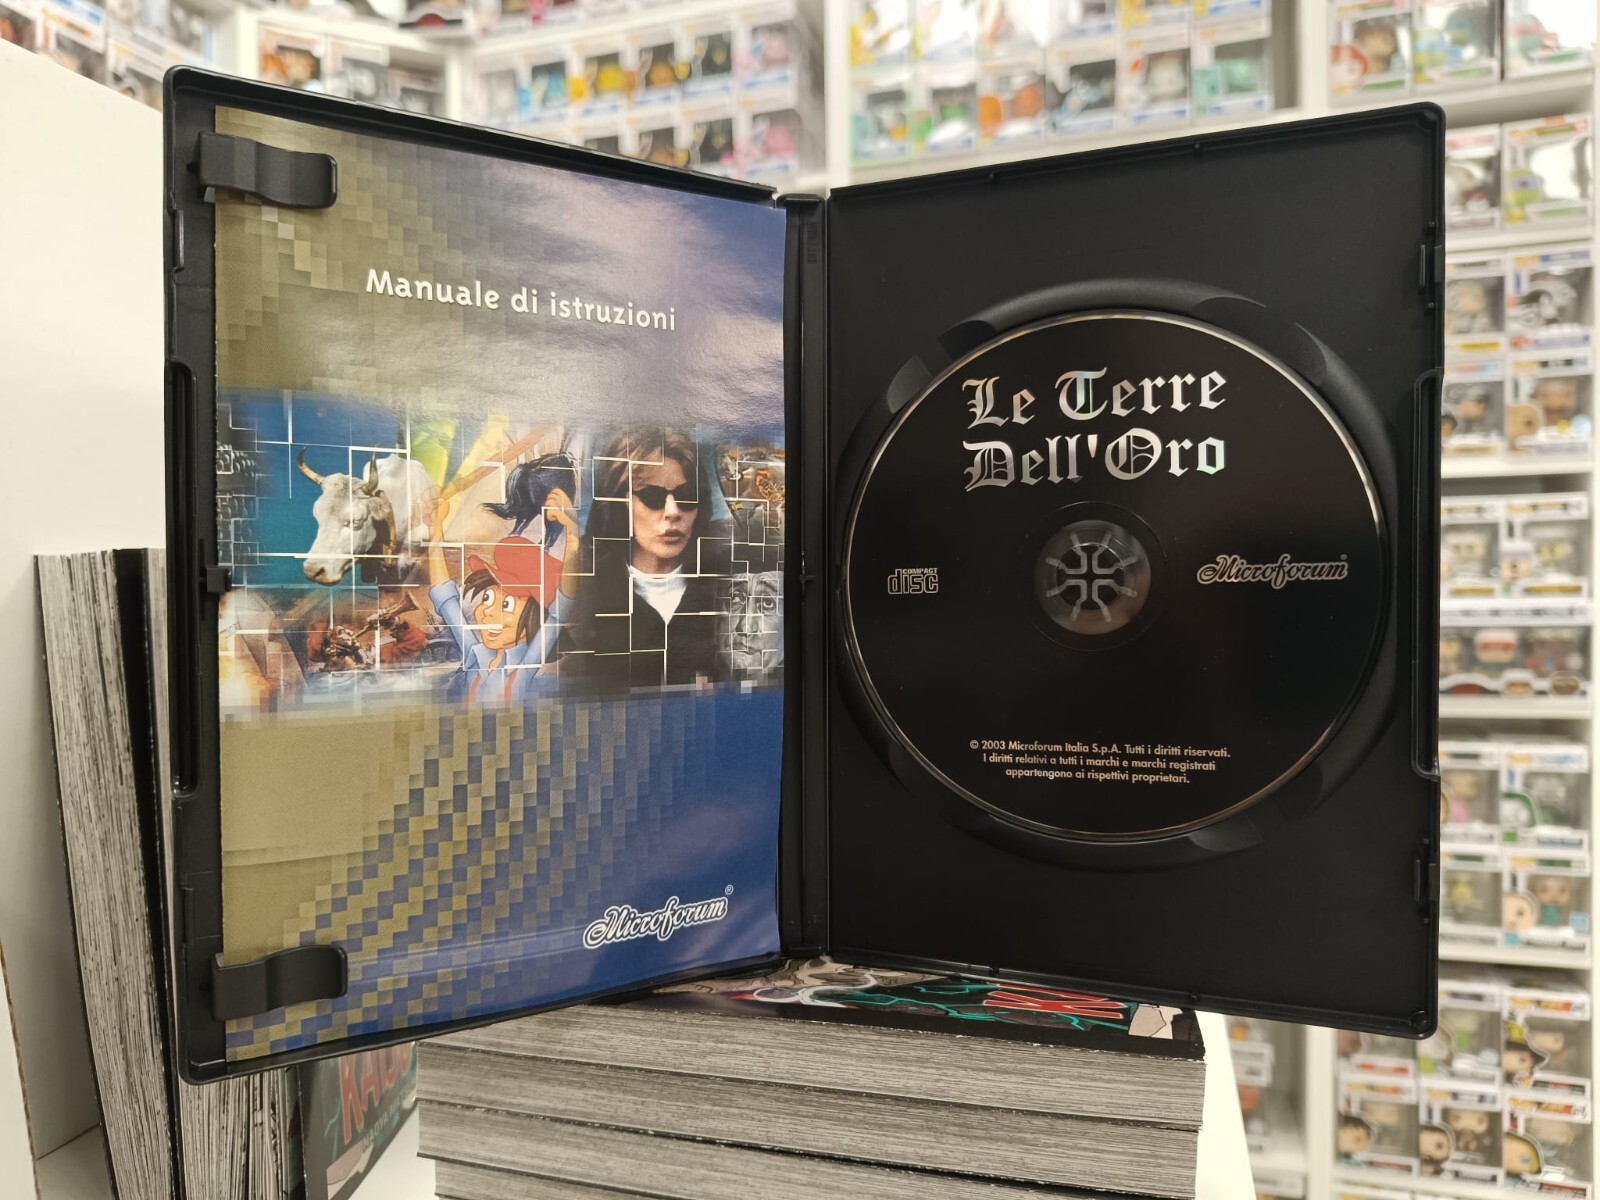 Manuale di istruzioni
Microforum®
Le Terre
Dell'Oro
COMPACT
disc
Microforum®
© 2003 Microforum Italia S.p.A. Tutti i diritti riservati.
I diritti relativi a tutti i marchi e marchi registrati
appartengono ai rispettivi proprietari.